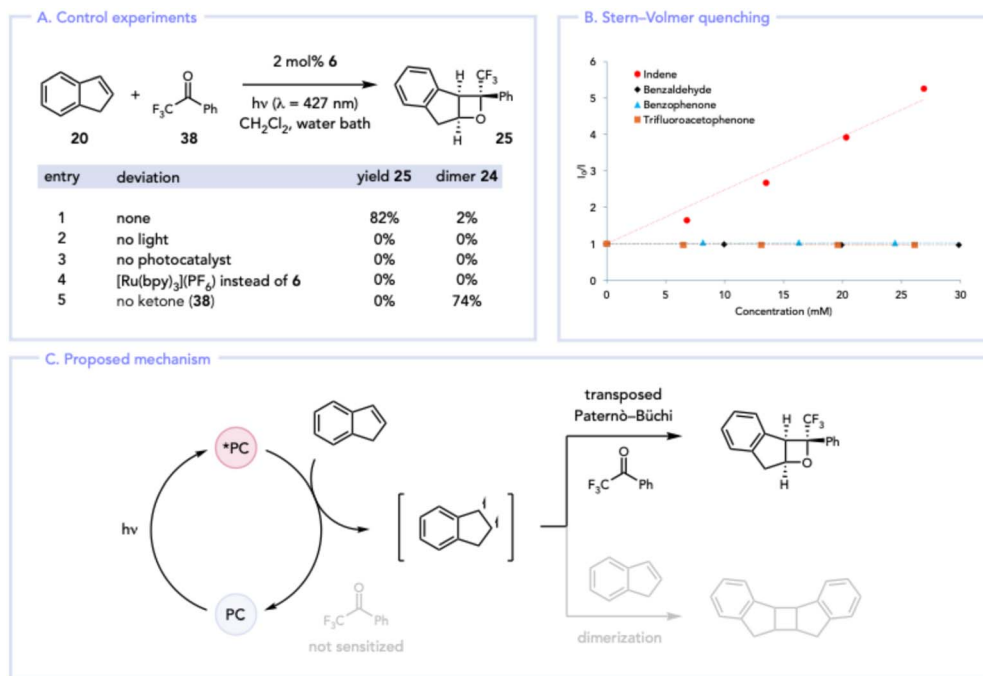 A. Control experiments
2 mol% 6
hν (λ = 427 nm)
CH2Cl2, water bath
+
O
F3C
Ph
H
CF3
Ph
O
H
20
38
25
entry deviation yield 25 dimer 24
1 none 82% 2%
2 no light 0% 0%
3 no photocatalyst 0% 0%
4 [Ru(bpy)3](PF6) instead of 6 0% 0%
5 no ketone (38) 0% 74%
B. Stern–Volmer quenching
6
5
4
3
2
1
0
I0/I
Indene
Benzaldehyde
Benzophenone
Trifluoroacetophenone
0 5 10 15 20 25 30
Concentration (mM)
C. Proposed mechanism
*PC
hν
PC
O
F3C
Ph
not sensitized
transposed
Paternò–Büchi
O
F3C
Ph
H
CF3
Ph
O
H
dimerization